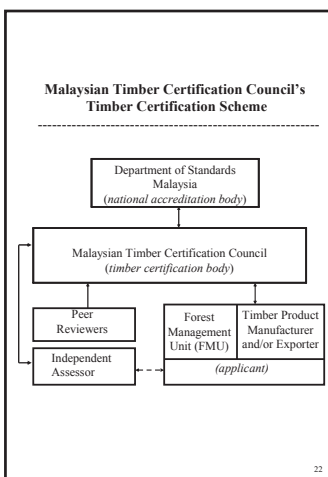 Malaysian Timber Certification Council’s
Timber Certification Scheme
Department of Standards
Malaysia
(national accreditation body)
Malaysian Timber Certification Council
(timber certification body)
Peer
Reviewers
Independent
Assessor
Forest
Management
Unit (FMU)
Timber Product
Manufacturer
and/or Exporter
(applicant)
22